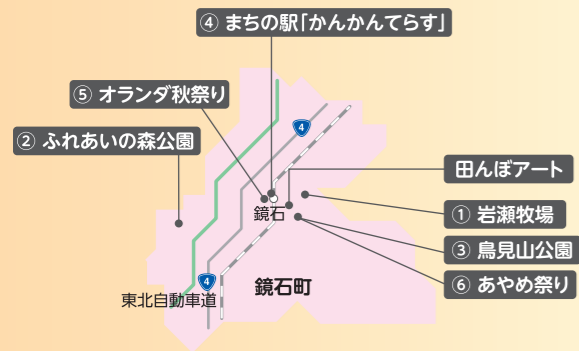 ④ まちの駅「かんかんてらす」
⑤ オランダ秋祭り
4
② ふれあいの森公園
田んぼアート
① 岩瀬牧場
鏡石
③ 鳥見山公園
⑥ あやめ祭り
4
鏡石町
東北自動車道